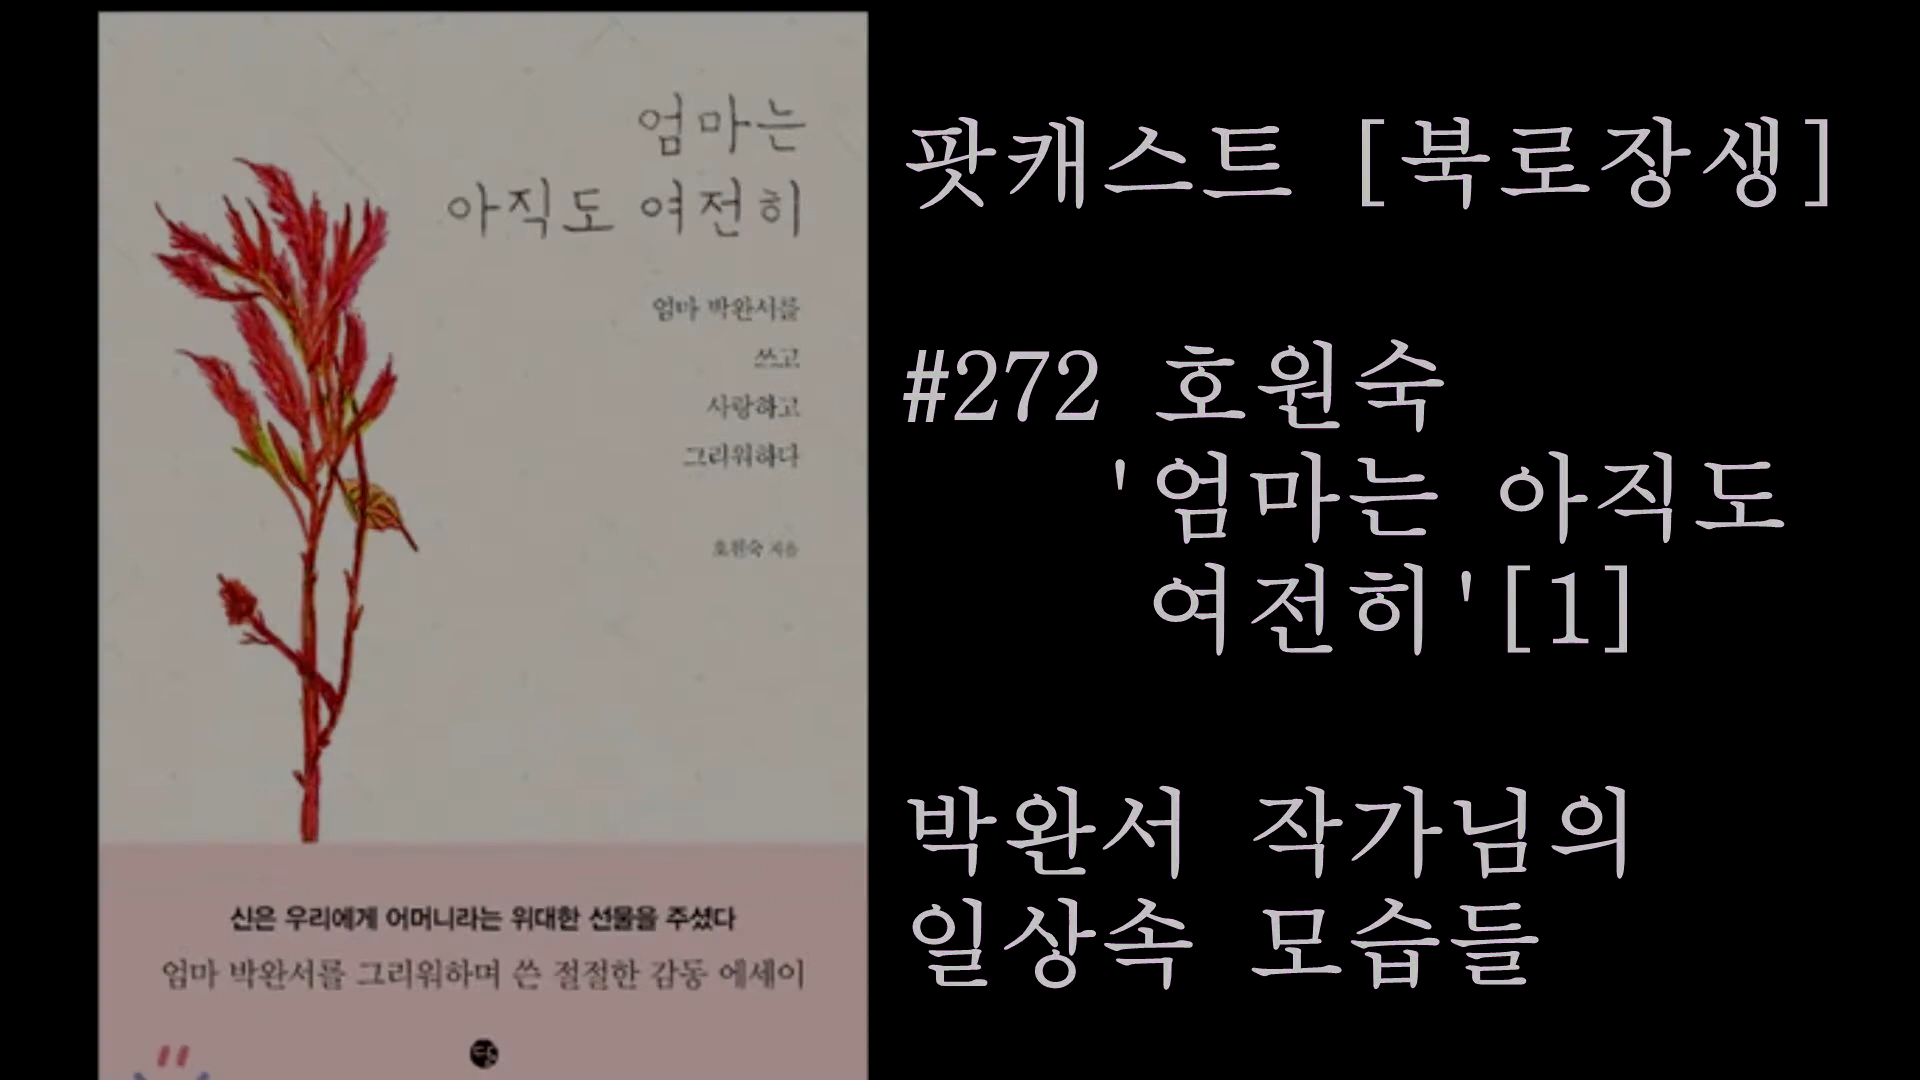 엄마는
아직도 여전히
엄마 박완서를
쓰고
사랑하고
그리워하다
호원숙 지음
신은 우리에게 어머니라는 위대한 선물을 주셨다
엄마 박완서를 그리워하며 쓴 절절한 감동 에세이
팟캐스트 [북로장생]
#272 호원숙
'엄마는 아직도
여전히'[1]
박완서 작가님의
일상속 모습들